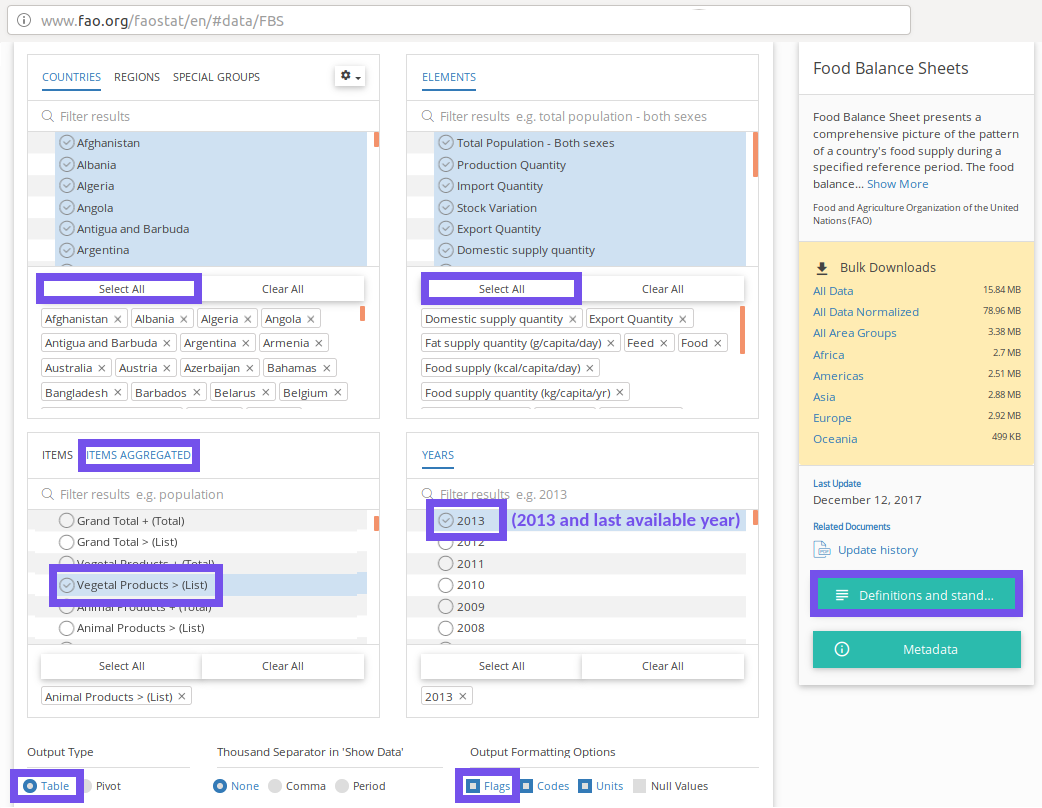 www.fao.org/faostat/en/#data/FBS
COUNTRIES REGIONS SPECIAL GROUPS
Filter results
Afghanistan
Albania
Algeria
Angola
Antigua and Barbuda
Argentina
Select All Clear All
Afghanistan × Albania × Algeria × Angola ×
Antigua and Barbuda × Argentina × Armenia ×
Australia × Austria × Azerbaijan × Bahamas ×
Bangladesh × Barbados × Belarus × Belgium ×
ELEMENTS
Filter results e.g. total population - both sexes
Total Population - Both sexes
Production Quantity
Import Quantity
Stock Variation
Export Quantity
Domestic supply quantity
Select All Clear All
Domestic supply quantity × Export Quantity ×
Fat supply quantity (g/capita/day) × Feed × Food ×
Food supply (kcal/capita/day) ×
Food supply quantity (kg/capita/yr) ×
ITEMS ITEMS AGGREGATED
Filter results e.g. population
Grand Total + (Total)
Grand Total > (List)
Vegetal Products + (Total)
Vegetal Products > (List)
Animal Products + (Total)
Animal Products > (List)
Select All Clear All
Animal Products > (List) ×
YEARS
Filter results e.g. 2013
2013 (2013 and last available year)
2012
2011
2010
2009
2008
Select All Clear All
2013 ×
Output Type
Table Pivot
Thousand Separator in 'Show Data'
None Comma Period
Output Formatting Options
Flags Codes Units Null Values
Food Balance Sheets
Food Balance Sheet presents a
comprehensive picture of the pattern
of a country's food supply during a
specified reference period. The food
balance... Show More
Food and Agriculture Organization of the United
Nations (FAO)
Bulk Downloads
All Data 15.84 MB
All Data Normalized 78.96 MB
All Area Groups 3.38 MB
Africa 2.7 MB
Americas 2.51 MB
Asia 2.88 MB
Europe 2.92 MB
Oceania 499 KB
Last Update
December 12, 2017
Related Documents
Update history
Definitions and stand...
Metadata